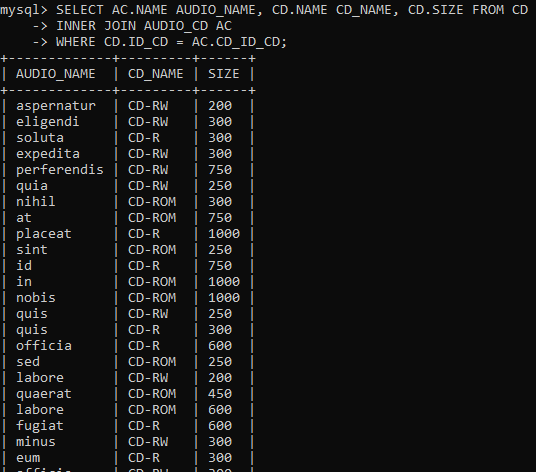 mysql> SELECT AC.NAME AUDIO_NAME, CD.NAME CD_NAME, CD.SIZE FROM CD
-> INNER JOIN AUDIO_CD AC
-> WHERE CD.ID_CD = AC.CD_ID_CD;
+-------------+---------+------+
| AUDIO_NAME | CD_NAME | SIZE |
+-------------+---------+------+
| aspernatur | CD-RW | 200 |
| eligendi | CD-RW | 300 |
| soluta | CD-R | 300 |
| expedita | CD-RW | 300 |
| perferendis | CD-RW | 750 |
| quia | CD-RW | 250 |
| nihil | CD-ROM | 300 |
| at | CD-ROM | 750 |
| placeat | CD-R | 1000 |
| sint | CD-ROM | 250 |
| id | CD-R | 750 |
| in | CD-ROM | 1000 |
| nobis | CD-ROM | 1000 |
| quis | CD-RW | 250 |
| quis | CD-R | 300 |
| officia | CD-R | 600 |
| sed | CD-ROM | 250 |
| labore | CD-RW | 200 |
| quaerat | CD-ROM | 450 |
| labore | CD-ROM | 600 |
| fugiat | CD-R | 600 |
| minus | CD-RW | 300 |
| eum | CD-R | 300 |